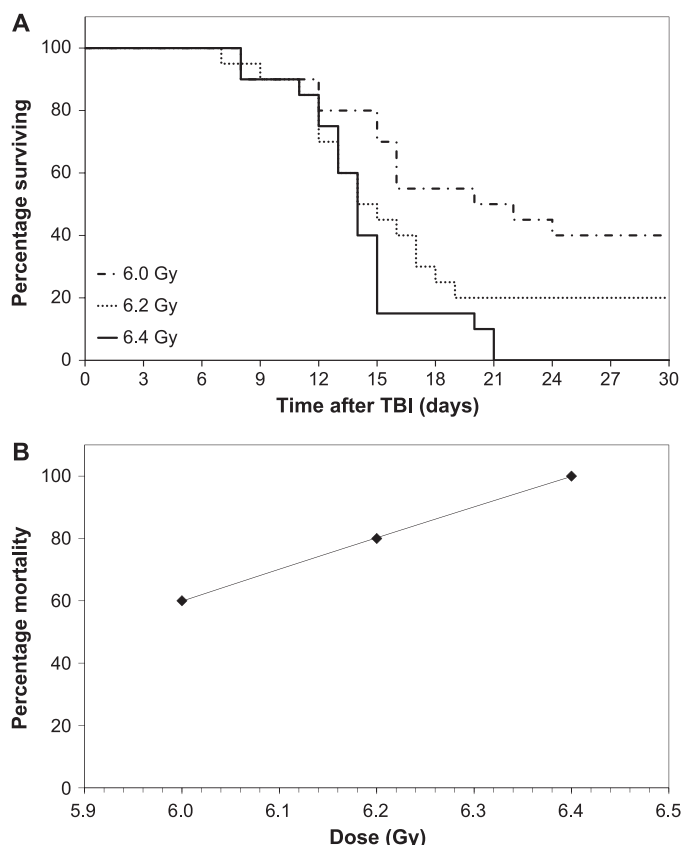 A
100
80
60
40
20
0
Percentage surviving
6.0 Gy
6.2 Gy
6.4 Gy
0 3 6 9 12 15 18 21 24 27 30
Time after TBI (days)
B
100
80
60
40
20
0
Percentage mortality
5.9 6.0 6.1 6.2 6.3 6.4 6.5
Dose (Gy)